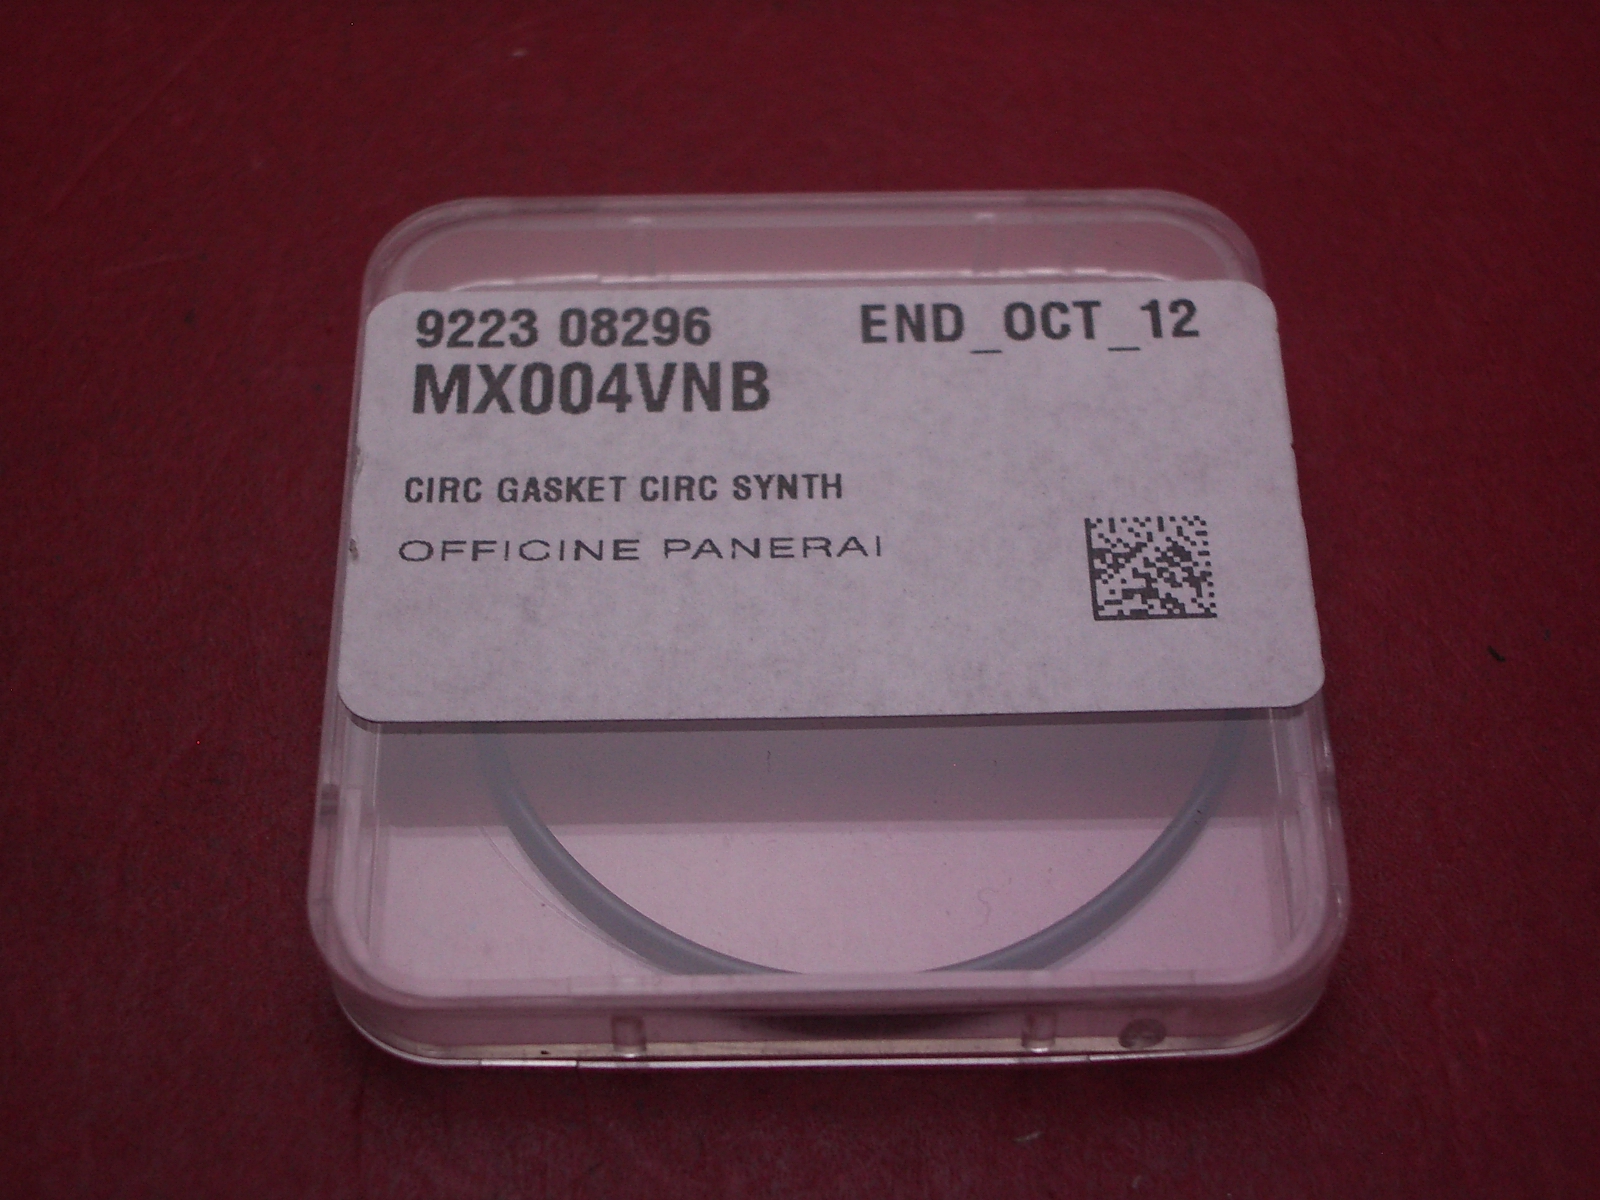 9223 08296 END_OCT_12
MX004VNB
CIRC GASKET CIRC SYNTH
OFFICINE PANERAI